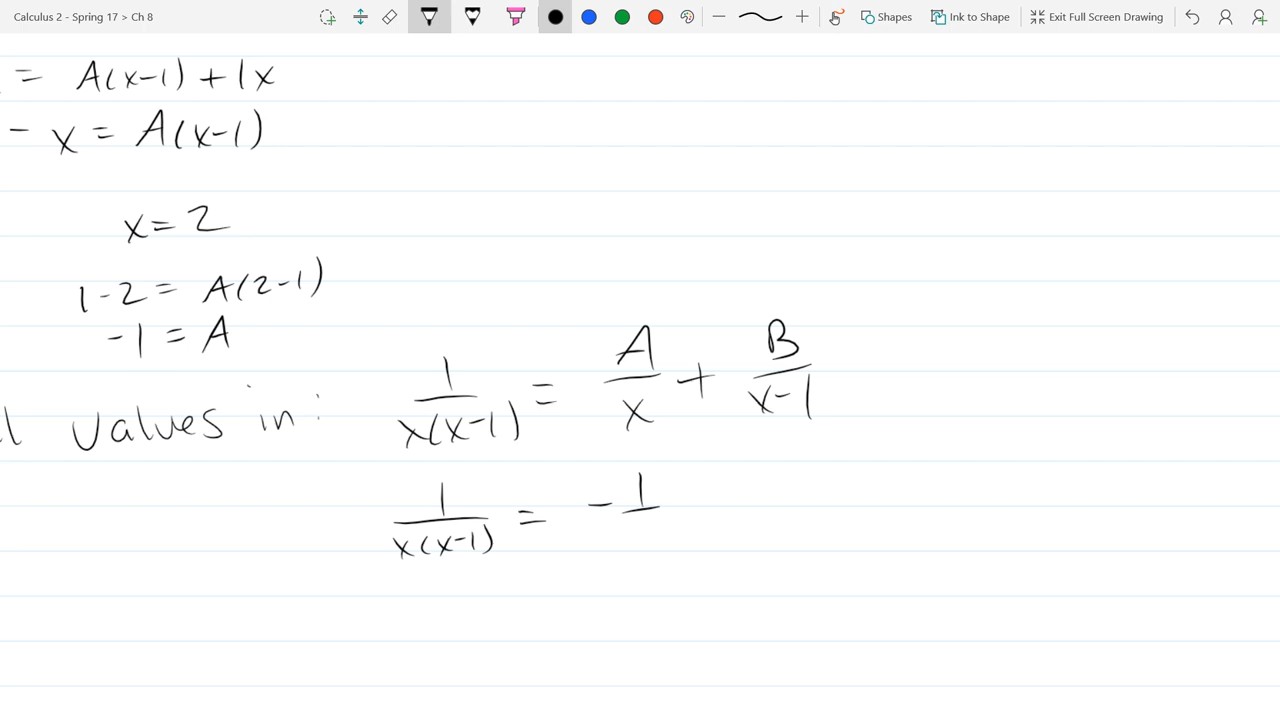 Calculus 2 - Spring 17 > Ch 8
Shapes
Ink to Shape
Exit Full Screen Drawing
= A(x-1) + 1x
- x = A(x-1)
x = 2
1-2 = A(2-1)
-1 = A
values in: 1/(x(x-1)) = A/x + B/(x-1)
1/(x(x-1)) = -1